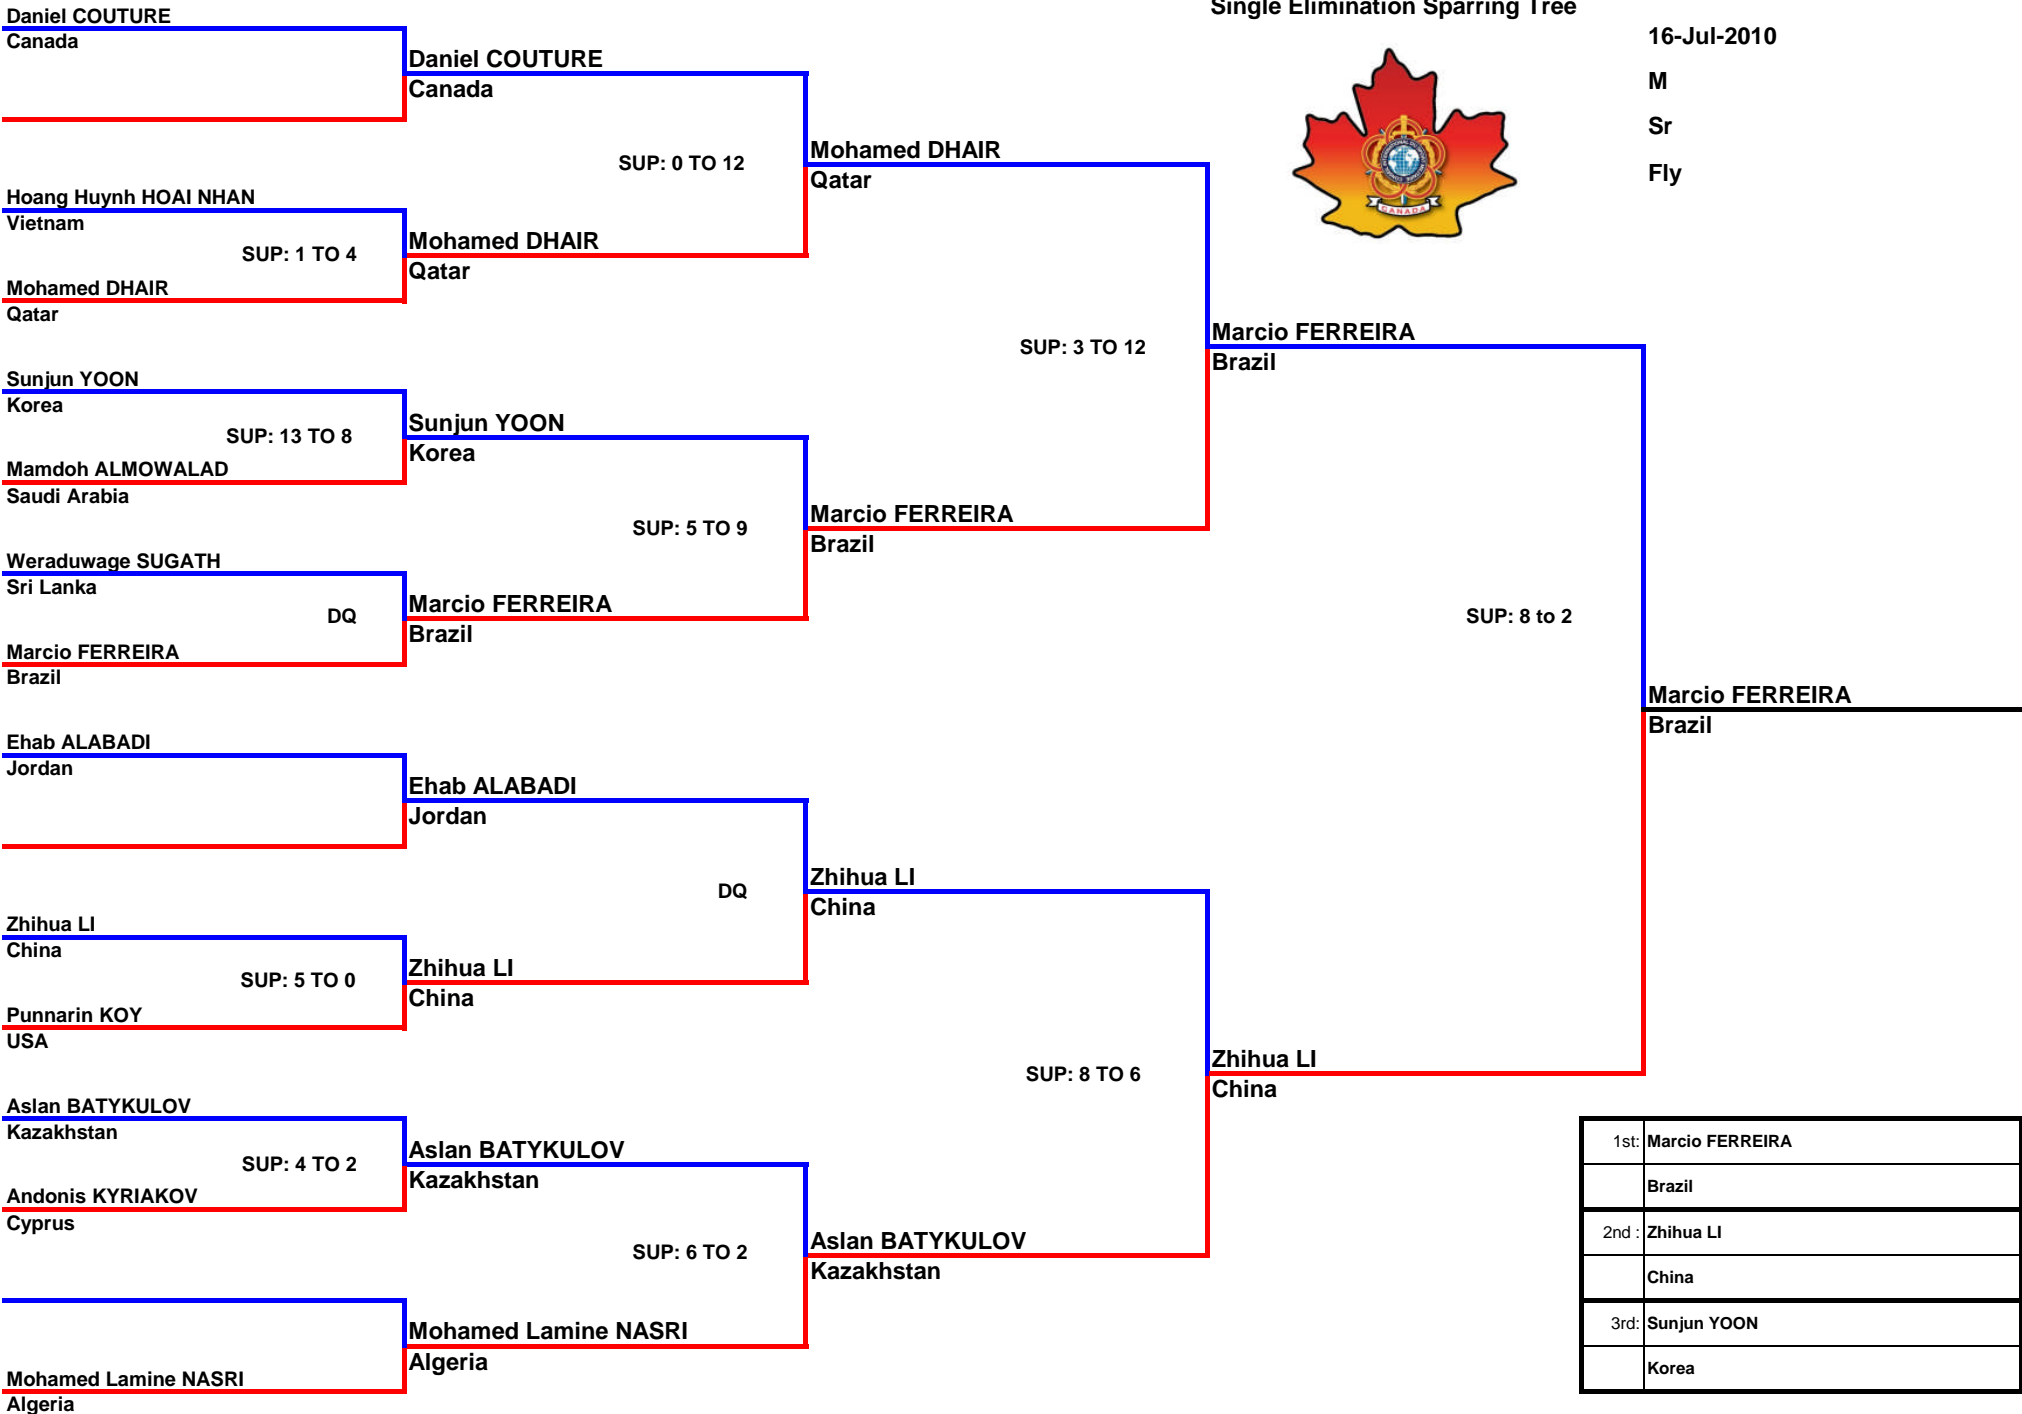 Single Elimination Sparring Tree
16-Jul-2010
M
Sr
Fly
CANADA
Daniel COUTURE
Canada
Hoang Huynh HOAI NHAN
Vietnam
SUP: 1 TO 4
Mohamed DHAIR
Qatar
Sunjun YOON
Korea
SUP: 13 TO 8
Mamdoh ALMOWALAD
Saudi Arabia
Weraduwage SUGATH
Sri Lanka
DQ
Marcio FERREIRA
Brazil
Ehab ALABADI
Jordan
Zhihua LI
China
SUP: 5 TO 0
Punnarin KOY
USA
Aslan BATYKULOV
Kazakhstan
SUP: 4 TO 2
Andonis KYRIAKOV
Cyprus
Mohamed Lamine NASRI
Algeria
Daniel COUTURE
Canada
SUP: 0 TO 12
Mohamed DHAIR
Qatar
Sunjun YOON
Korea
SUP: 5 TO 9
Marcio FERREIRA
Brazil
Ehab ALABADI
Jordan
DQ
Zhihua LI
China
Aslan BATYKULOV
Kazakhstan
SUP: 6 TO 2
Mohamed Lamine NASRI
Algeria
Mohamed DHAIR
Qatar
SUP: 3 TO 12
Marcio FERREIRA
Brazil
Zhihua LI
China
SUP: 8 TO 6
Aslan BATYKULOV
Kazakhstan
Marcio FERREIRA
Brazil
SUP: 8 to 2
Zhihua LI
China
Marcio FERREIRA
Brazil
1st: Marcio FERREIRA
Brazil
2nd : Zhihua LI
China
3rd: Sunjun YOON
Korea